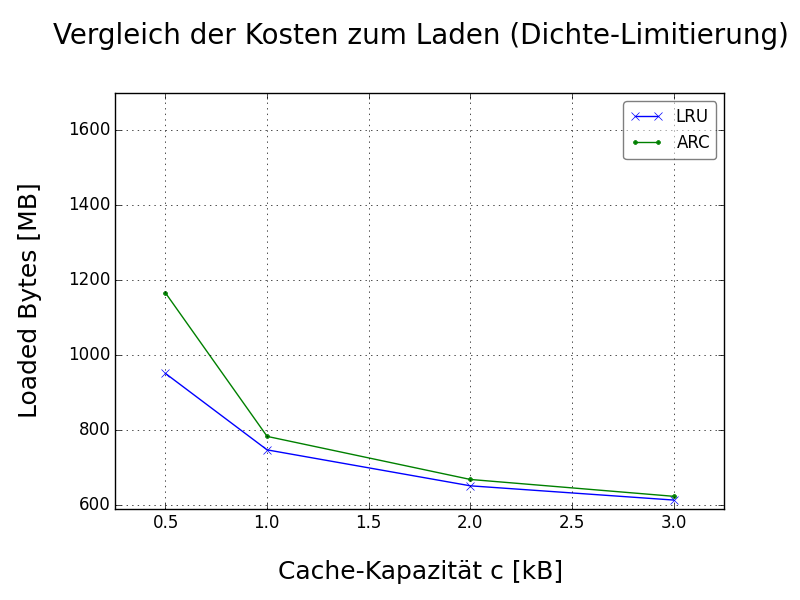 Vergleich der Kosten zum Laden (Dichte-Limitierung)
LRU
ARC
Loaded Bytes [MB]
1600
1400
1200
1000
800
600
0.5 1.0 1.5 2.0 2.5 3.0
Cache-Kapazität c [kB]